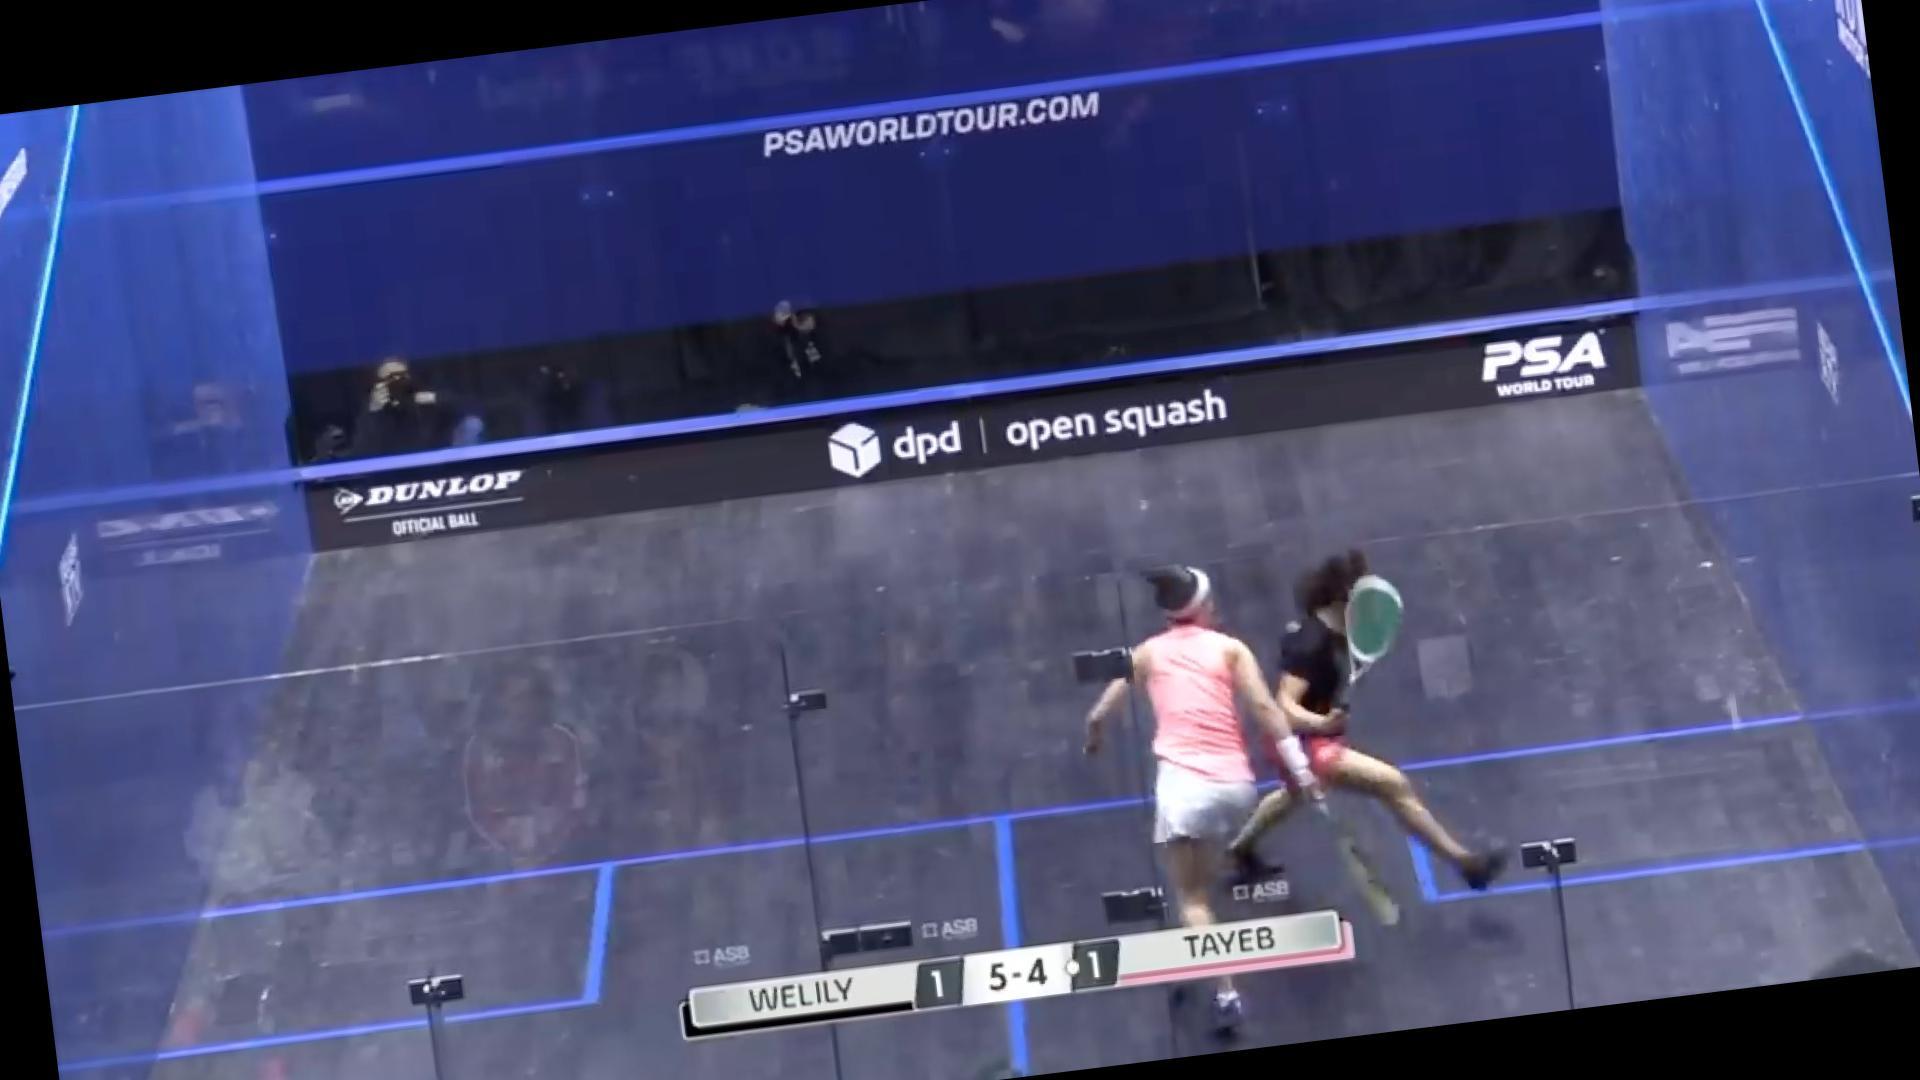 PSAWORLDTOUR.COM
PSA
WORLD TOUR
dpd | open squash
DUNLOP
OFFICIAL BALL
ASB
ASB
ASB
WELILY 1 5-4 1 TAYEB